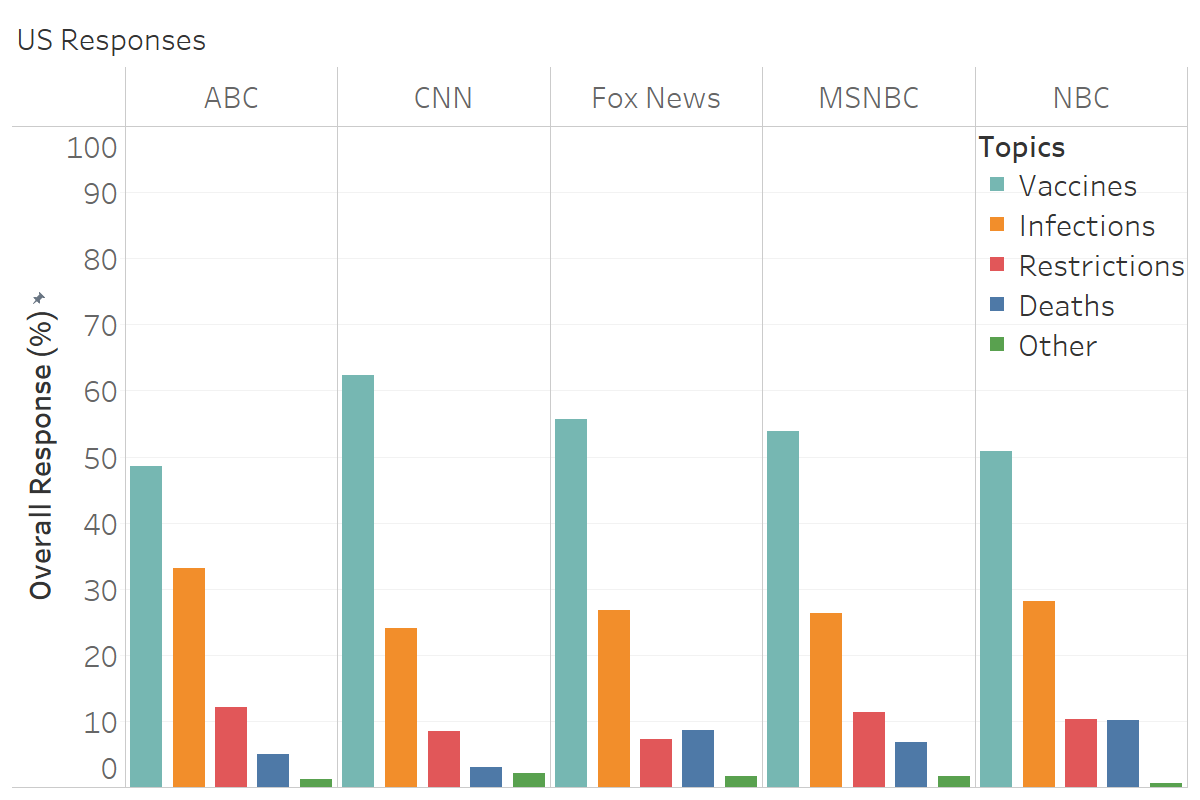 US Responses
ABC CNN Fox News MSNBC NBC
Topics
Vaccines
Infections
Restrictions
Deaths
Other
Overall Response (%)
100
90
80
70
60
50
40
30
20
10
0